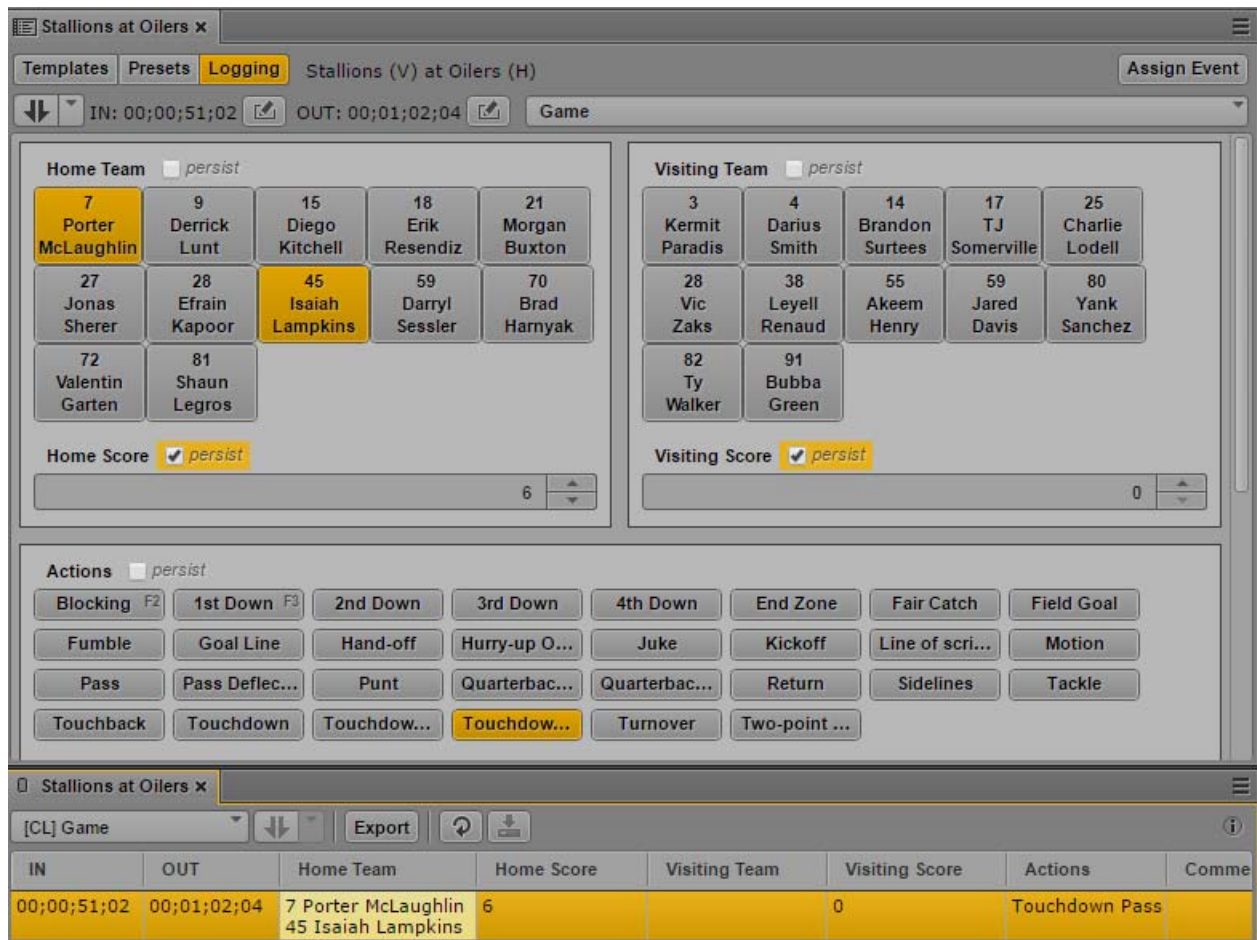 Stallions at Oilers ×
Templates Presets Logging Stallions (V) at Oilers (H) Assign Event
IN: 00;00;51;02 OUT: 00;01;02;04 Game
Home Team persist
7 Porter McLaughlin
9 Derrick Lunt
15 Diego Kitchell
18 Erik Resendiz
21 Morgan Buxton
27 Jonas Sherer
28 Efrain Kapoor
45 Isaiah Lampkins
59 Darryl Sessler
70 Brad Harnyak
72 Valentin Garten
81 Shaun Legros
Home Score persist
6
Visiting Team persist
3 Kermit Paradis
4 Darius Smith
14 Brandon Surtees
17 TJ Somerville
25 Charlie Lodell
28 Vic Zaks
38 Leyell Renaud
55 Akeem Henry
59 Jared Davis
80 Yank Sanchez
82 Ty Walker
91 Bubba Green
Visiting Score persist
0
Actions persist
Blocking F2 1st Down F3 2nd Down 3rd Down 4th Down End Zone Fair Catch Field Goal
Fumble Goal Line Hand-off Hurry-up O... Juke Kickoff Line of scri... Motion
Pass Pass Deflec... Punt Quarterbac... Quarterbac... Return Sidelines Tackle
Touchback Touchdown Touchdow... Touchdow... Turnover Two-point ...
Stallions at Oilers ×
[CL] Game Export
IN OUT Home Team Home Score Visiting Team Visiting Score Actions Comme
00;00;51;02 00;01;02;04 7 Porter McLaughlin 6 0 Touchdown Pass
45 Isaiah Lampkins